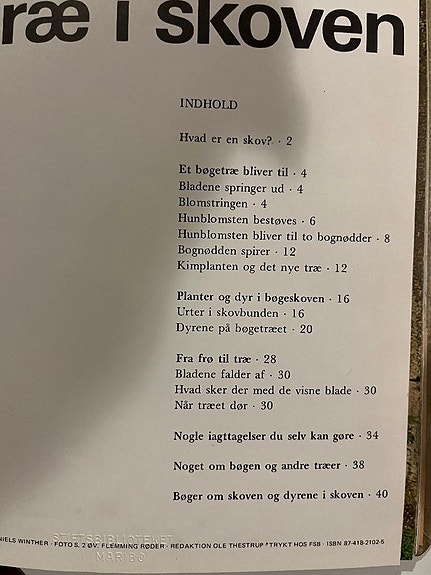 træ i skoven
INDHOLD
Hvad er en skov? · 2
Et bøgetræ bliver til · 4
Bladene springer ud · 4
Blomstringen · 4
Hunblomsten bestøves · 6
Hunblomsten bliver til to bognødder · 8
Bognødden spirer · 12
Kimplanten og det nye træ · 12
Planter og dyr i bøgeskoven · 16
Urter i skovbunden · 16
Dyrene på bøgetræet · 20
Fra frø til træ · 28
Bladene falder af · 30
Hvad sker der med de visne blade · 30
Når træet dør · 30
Nogle iagttagelser du selv kan gøre · 34
Noget om bøgen og andre træer · 38
Bøger om skoven og dyrene i skoven · 40
STIFTSBIBLIOTEKET
NIELS WINTHER · FOTO S. 2 ØV. FLEMMING RØDER · REDAKTION OLE THESTRUP · TRYKT HOS FSB · ISBN 87-418-2102-5